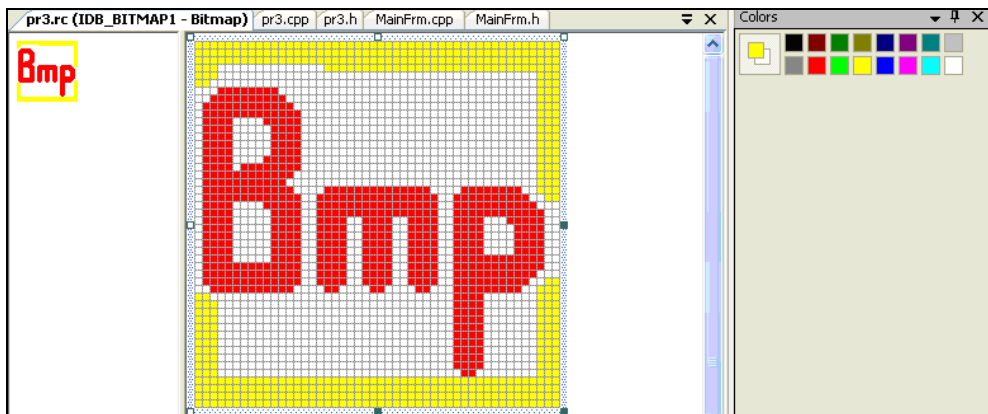 pr3.rc (IDB_BITMAP1 - Bitmap) pr3.cpp pr3.h MainFrm.cpp MainFrm.h
Colors
Bmp
Bmp